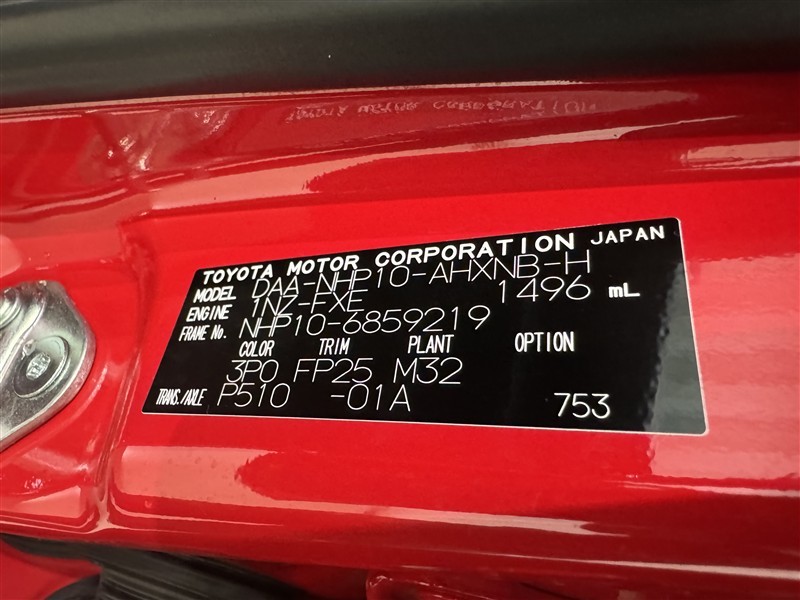 TOYOTA MOTOR CORPORATION JAPAN
MODEL DAA-NHP10-AHXNB-H
ENGINE 1NZ-FXE 1496 mL
FRAME No. NHP10-6859219
COLOR TRIM PLANT OPTION
3P0 FP25 M32
TRANS./AXLE P510 -01A 753